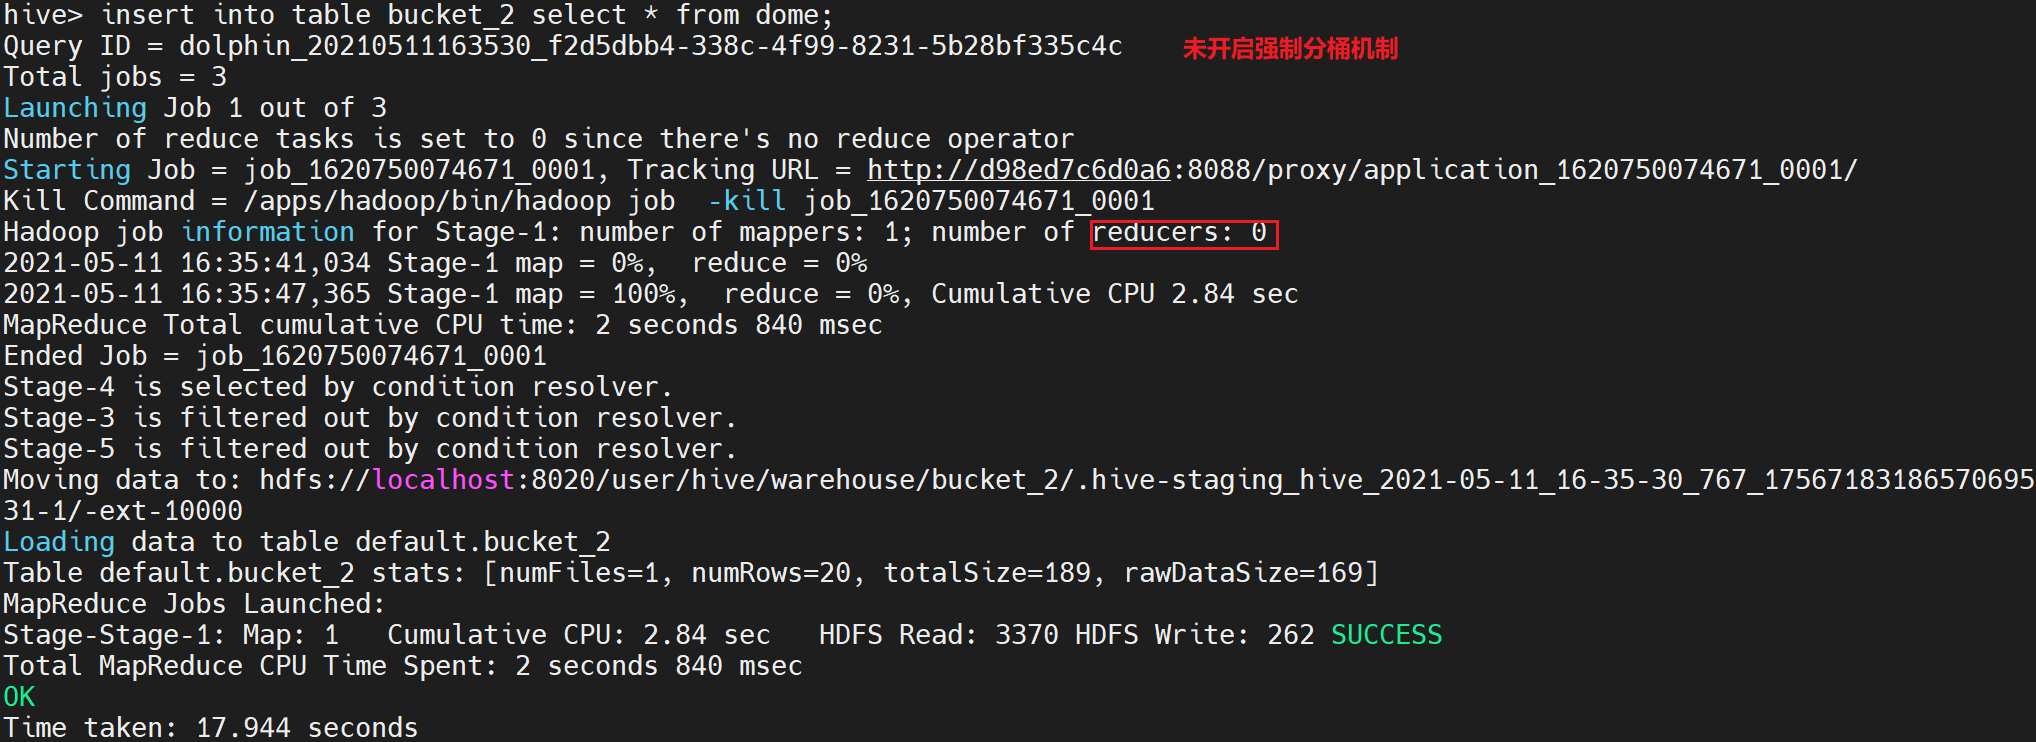 hive> insert into table bucket_2 select * from dome;
Query ID = dolphin_20210511163530_f2d5dbb4-338c-4f99-8231-5b28bf335c4c 未开启强制分桶机制
Total jobs = 3
Launching Job 1 out of 3
Number of reduce tasks is set to 0 since there's no reduce operator
Starting Job = job_1620750074671_0001, Tracking URL = http://d98ed7c6d0a6:8088/proxy/application_1620750074671_0001/
Kill Command = /apps/hadoop/bin/hadoop job  -kill job_1620750074671_0001
Hadoop job information for Stage-1: number of mappers: 1; number of reducers: 0
2021-05-11 16:35:41,034 Stage-1 map = 0%,  reduce = 0%
2021-05-11 16:35:47,365 Stage-1 map = 100%,  reduce = 0%, Cumulative CPU 2.84 sec
MapReduce Total cumulative CPU time: 2 seconds 840 msec
Ended Job = job_1620750074671_0001
Stage-4 is selected by condition resolver.
Stage-3 is filtered out by condition resolver.
Stage-5 is filtered out by condition resolver.
Moving data to: hdfs://localhost:8020/user/hive/warehouse/bucket_2/.hive-staging_hive_2021-05-11_16-35-30_767_17567183186570695
31-1/-ext-10000
Loading data to table default.bucket_2
Table default.bucket_2 stats: [numFiles=1, numRows=20, totalSize=189, rawDataSize=169]
MapReduce Jobs Launched:
Stage-Stage-1: Map: 1   Cumulative CPU: 2.84 sec   HDFS Read: 3370 HDFS Write: 262 SUCCESS
Total MapReduce CPU Time Spent: 2 seconds 840 msec
OK
Time taken: 17.944 seconds